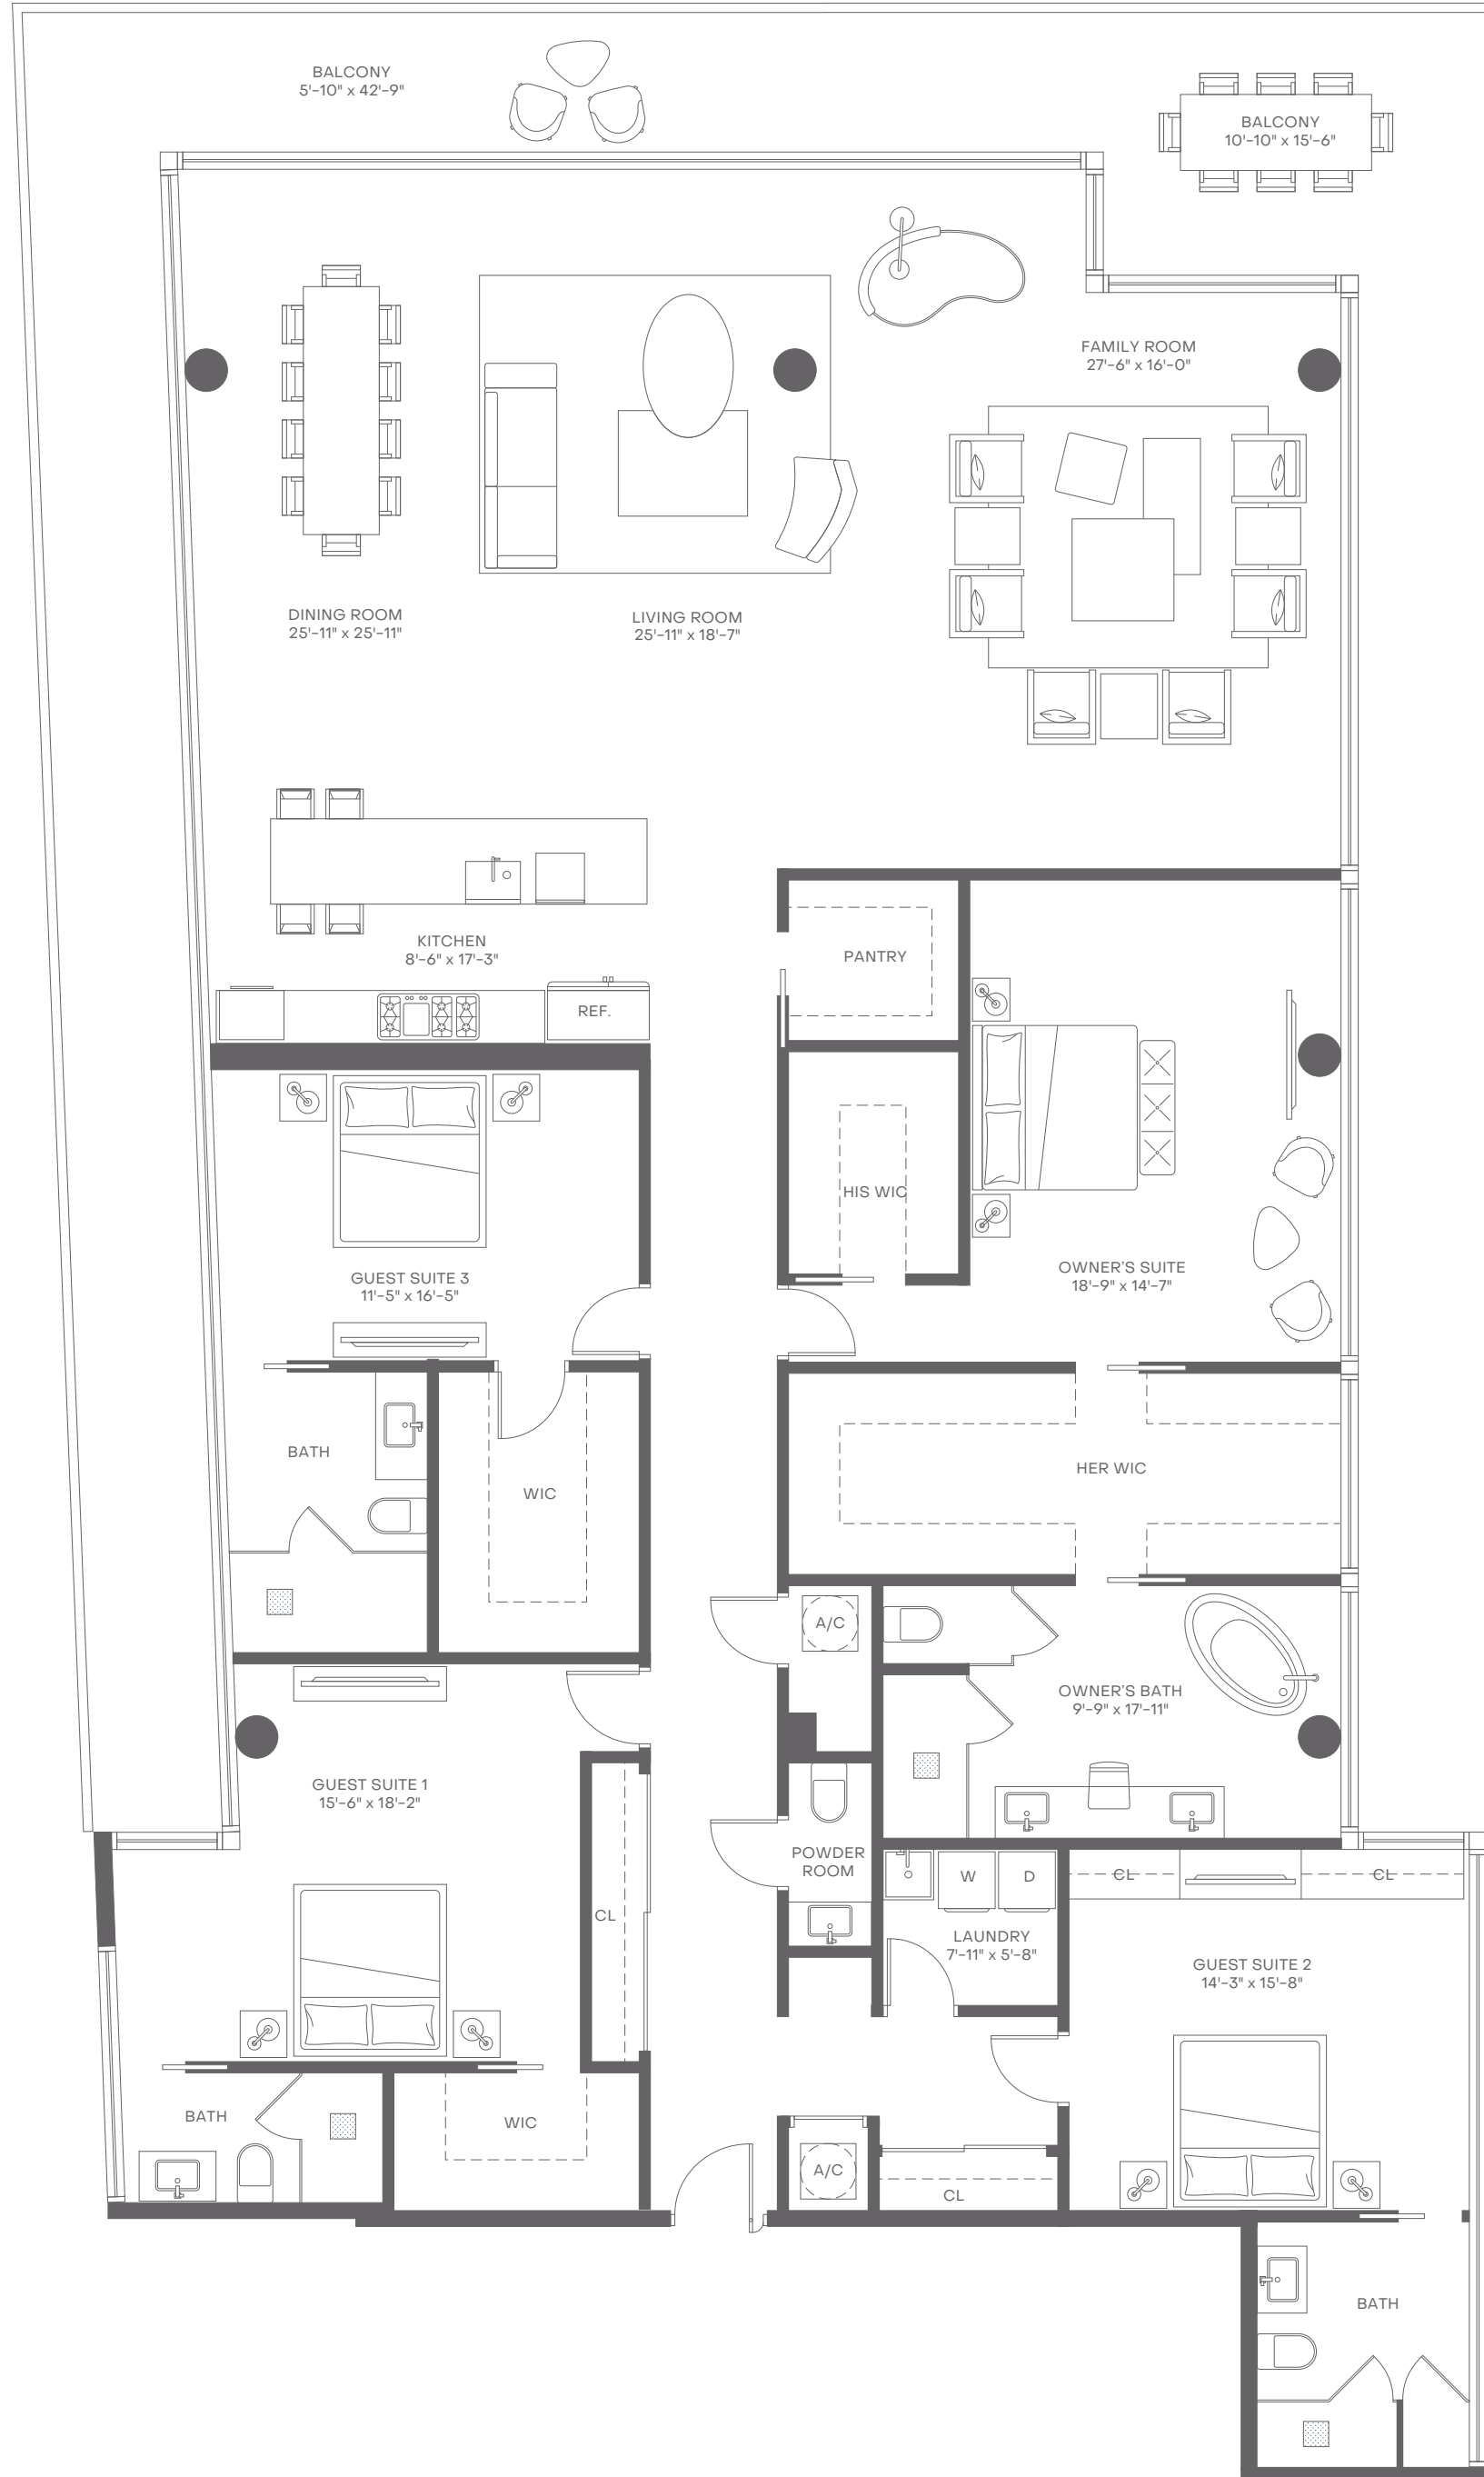 BALCONY
5'-10" x 42'-9"
BALCONY
10'-10" x 15'-6"
FAMILY ROOM
27'-6" x 16'-0"
DINING ROOM
25'-11" x 25'-11"
LIVING ROOM
25'-11" x 18'-7"
KITCHEN
8'-6" x 17'-3"
PANTRY
REF.
HIS WIC
OWNER'S SUITE
18'-9" x 14'-7"
GUEST SUITE 3
11'-5" x 16'-5"
BATH
HER WIC
WIC
A/C
OWNER'S BATH
9'-9" x 17'-11"
GUEST SUITE 1
15'-6" x 18'-2"
POWDER
ROOM
W
D
CL
CL
CL
LAUNDRY
7'-11" x 5'-8"
GUEST SUITE 2
14'-3" x 15'-8"
BATH
WIC
A/C
CL
BATH